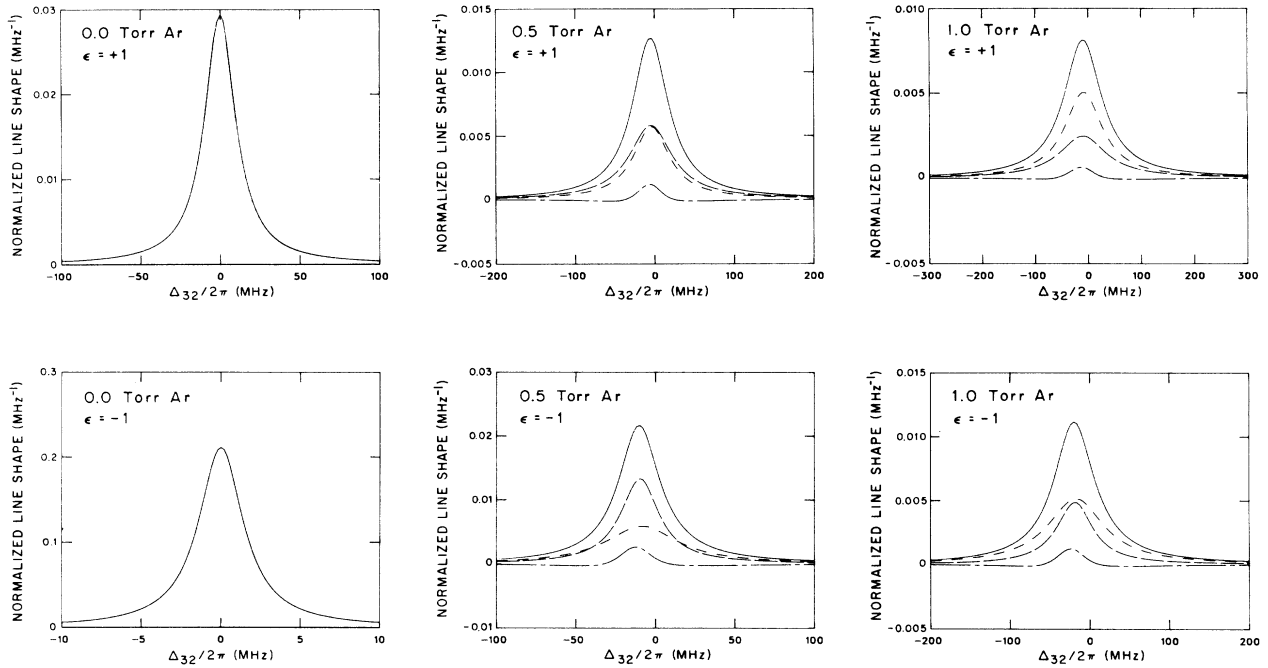 NORMALIZED LINE SHAPE (MHz⁻¹)
0.03
0.02
0.01
0
0.0 Torr Ar
ϵ = +1
-100
-50
0
50
100
Δ32/2π (MHz)
NORMALIZED LINE SHAPE (MHz⁻¹)
0.015
0.010
0.005
0
-0.005
0.5 Torr Ar
ϵ = +1
-200
-100
0
100
200
Δ32/2π (MHz)
NORMALIZED LINE SHAPE (MHz⁻¹)
0.010
0.005
0
-0.005
1.0 Torr Ar
ϵ = +1
-300
-200
-100
0
100
200
300
Δ32/2π (MHz)
NORMALIZED LINE SHAPE (MHz⁻¹)
0.3
0.2
0.1
0
0.0 Torr Ar
ϵ = -1
-10
-5
0
5
10
Δ32/2π (MHz)
NORMALIZED LINE SHAPE (MHz⁻¹)
0.03
0.02
0.01
0
-0.01
0.5 Torr Ar
ϵ = -1
-100
-50
0
50
100
Δ32/2π (MHz)
NORMALIZED LINE SHAPE (MHz⁻¹)
0.015
0.010
0.005
0
-0.005
1.0 Torr Ar
ϵ = -1
-200
-100
0
100
200
Δ32/2π (MHz)